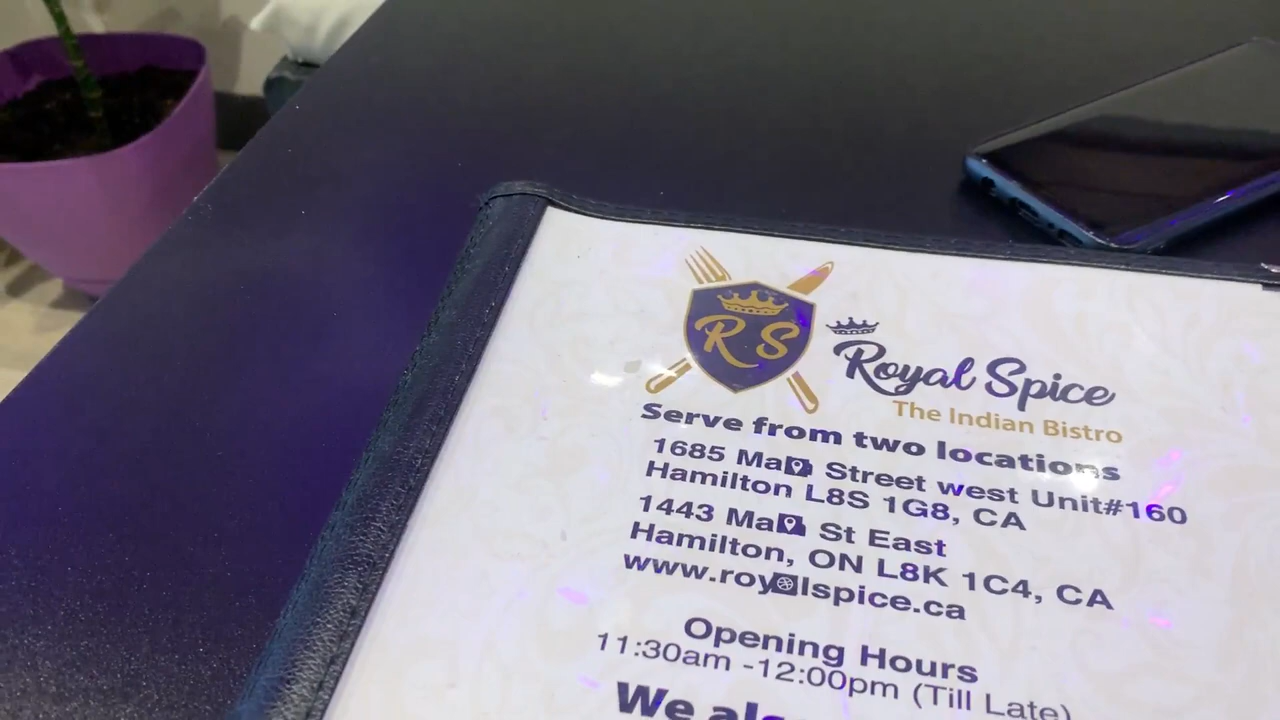 RS
Royal Spice
The Indian Bistro
Serve from two locations
1685 Ma Street west Unit#160
Hamilton L8S 1G8, CA
1443 Ma St East
Hamilton, ON L8K 1C4, CA
www.roy lspice.ca
Opening Hours
11:30am -12:00pm (Till Late)
We